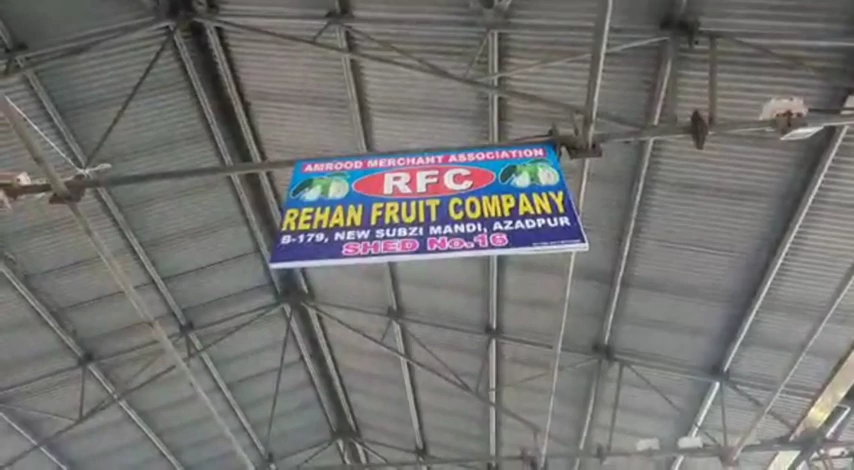 AMROOD MERCHANT ASSOCIATION
RFC
REHAN FRUIT COMPANY
B-179, NEW SUBZI MANDI, AZADPUR
SHED No.16